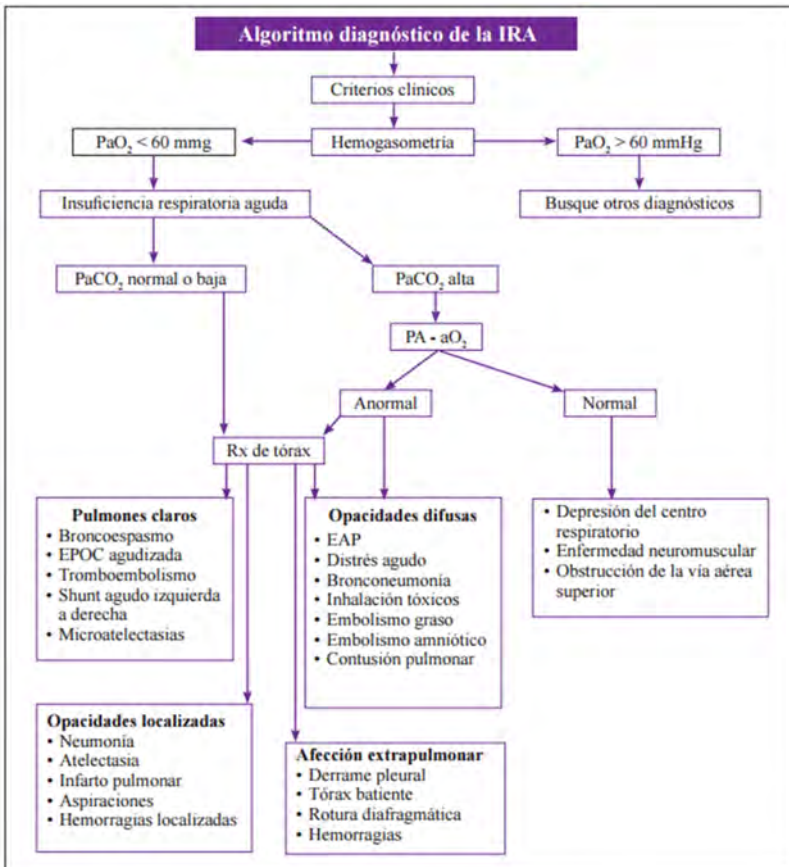 Algoritmo diagnóstico de la IRA
Criterios clínicos
PaO₂ < 60 mmg
Hemogasometría
PaO₂ > 60 mmHg
Insuficiencia respiratoria aguda
Busque otros diagnósticos
PaCO₂ normal o baja
PaCO₂ alta
PA - aO₂
Anormal
Normal
Rx de tórax
Pulmones claros
• Broncoespasmo
• EPOC agudizada
• Tromboembolismo
• Shunt agudo izquierda
a derecha
• Microatelectasias
Opacidades difusas
• EAP
• Distrés agudo
• Bronconeumonía
• Inhalación tóxicos
• Embolismo graso
• Embolismo amniótico
• Contusión pulmonar
• Depresión del centro
respiratorio
• Enfermedad neuromuscular
• Obstrucción de la vía aérea
superior
Opacidades localizadas
• Neumonía
• Atelectasia
• Infarto pulmonar
• Aspiraciones
• Hemorragias localizadas
Afección extrapulmonar
• Derrame pleural
• Tórax batiente
• Rotura diafragmática
• Hemorragias